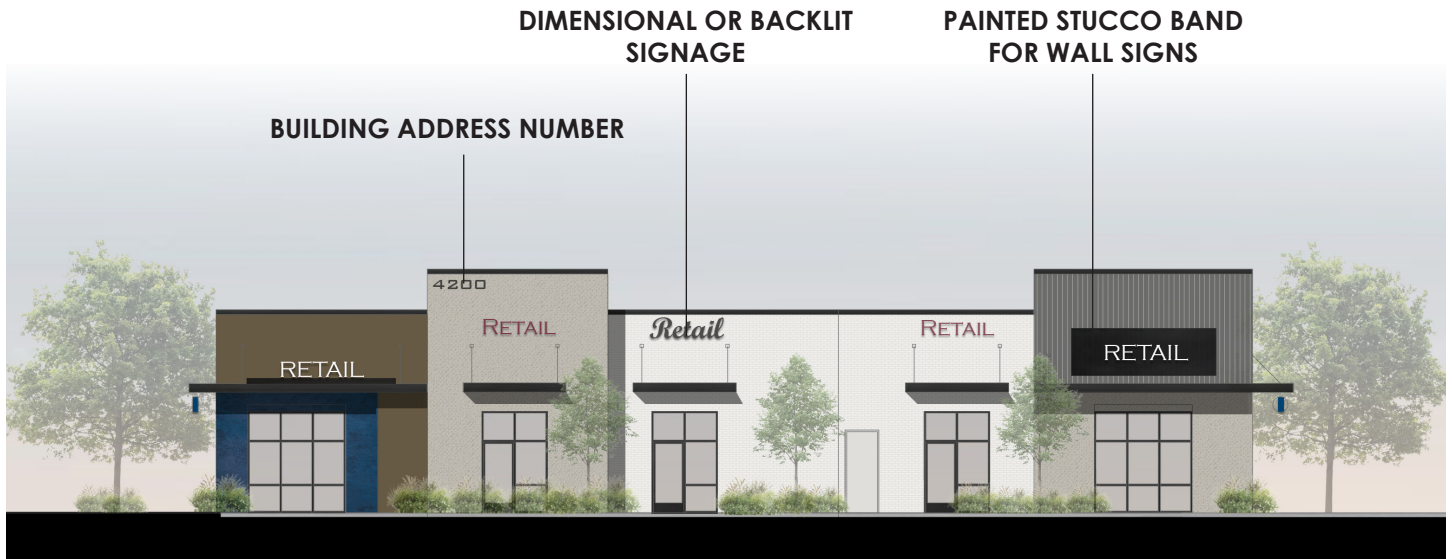 DIMENSIONAL OR BACKLIT
SIGNAGE
PAINTED STUCCO BAND
FOR WALL SIGNS
BUILDING ADDRESS NUMBER
4200
RETAIL
RETAIL
Retail
RETAIL
RETAIL